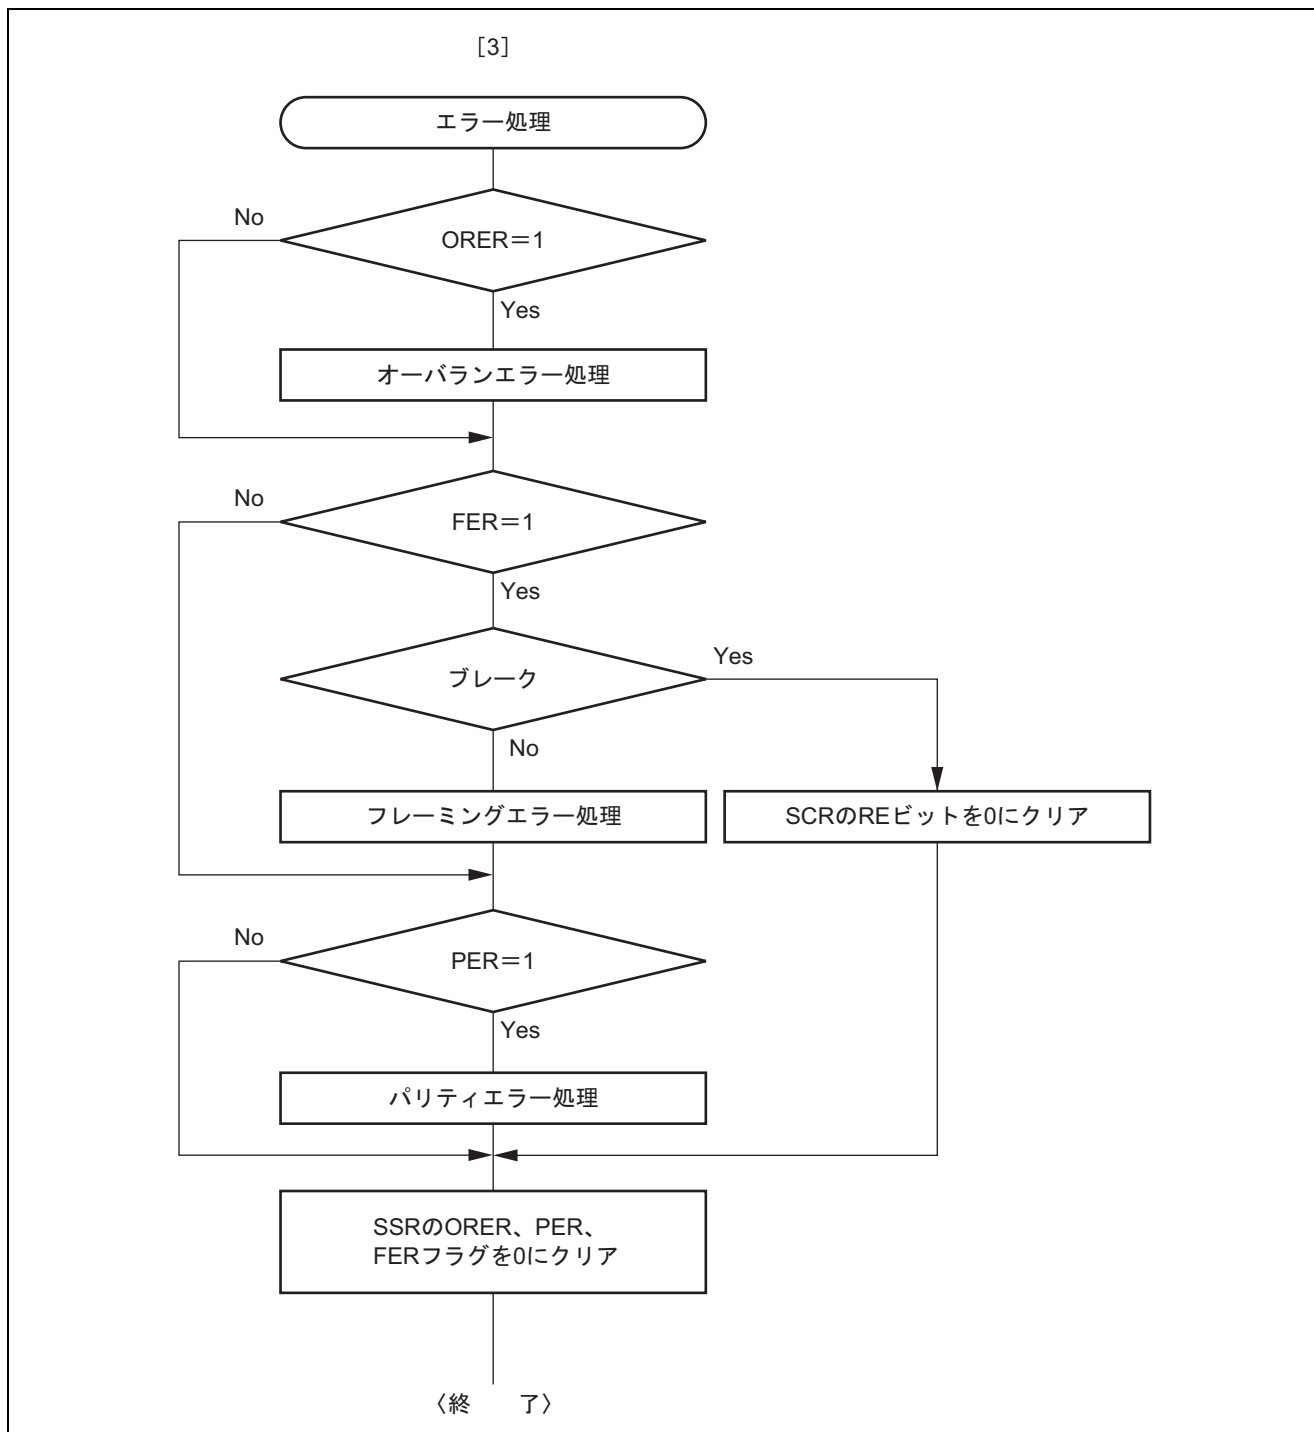 [3]
エラー処理
No
ORER＝1
Yes
オーバランエラー処理
No
FER＝1
Yes
ブレーク
Yes
No
フレーミングエラー処理
SCRのREビットを0にクリア
No
PER＝1
Yes
パリティエラー処理
SSRのORER、PER、
FERフラグを0にクリア
〈終　了〉